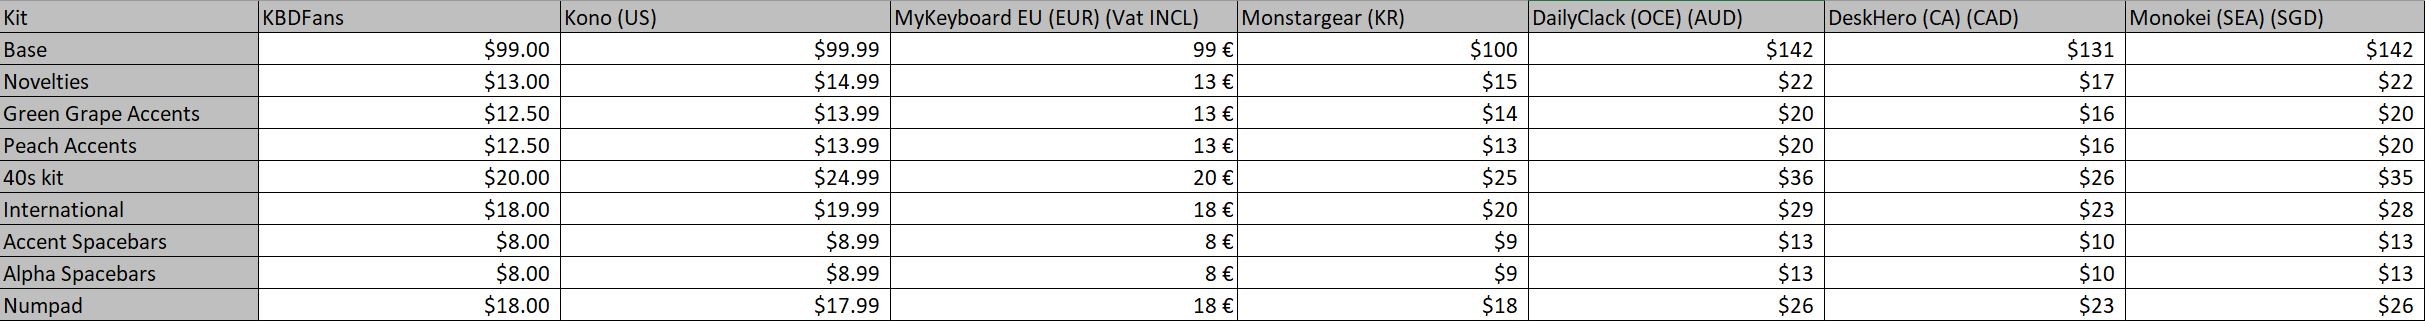 Kit KBDFans Kono (US) MyKeyboard EU (EUR) (Vat INCL) Monstargear (KR) DailyClack (OCE) (AUD) DeskHero (CA) (CAD) Monokei (SEA) (SGD)
Base $99.00 $99.99 99 € $100 $142 $131 $142
Novelties $13.00 $14.99 13 € $15 $22 $17 $22
Green Grape Accents $12.50 $13.99 13 € $14 $20 $16 $20
Peach Accents $12.50 $13.99 13 € $13 $20 $16 $20
40s kit $20.00 $24.99 20 € $25 $36 $26 $35
International $18.00 $19.99 18 € $20 $29 $23 $28
Accent Spacebars $8.00 $8.99 8 € $9 $13 $10 $13
Alpha Spacebars $8.00 $8.99 8 € $9 $13 $10 $13
Numpad $18.00 $17.99 18 € $18 $26 $23 $26